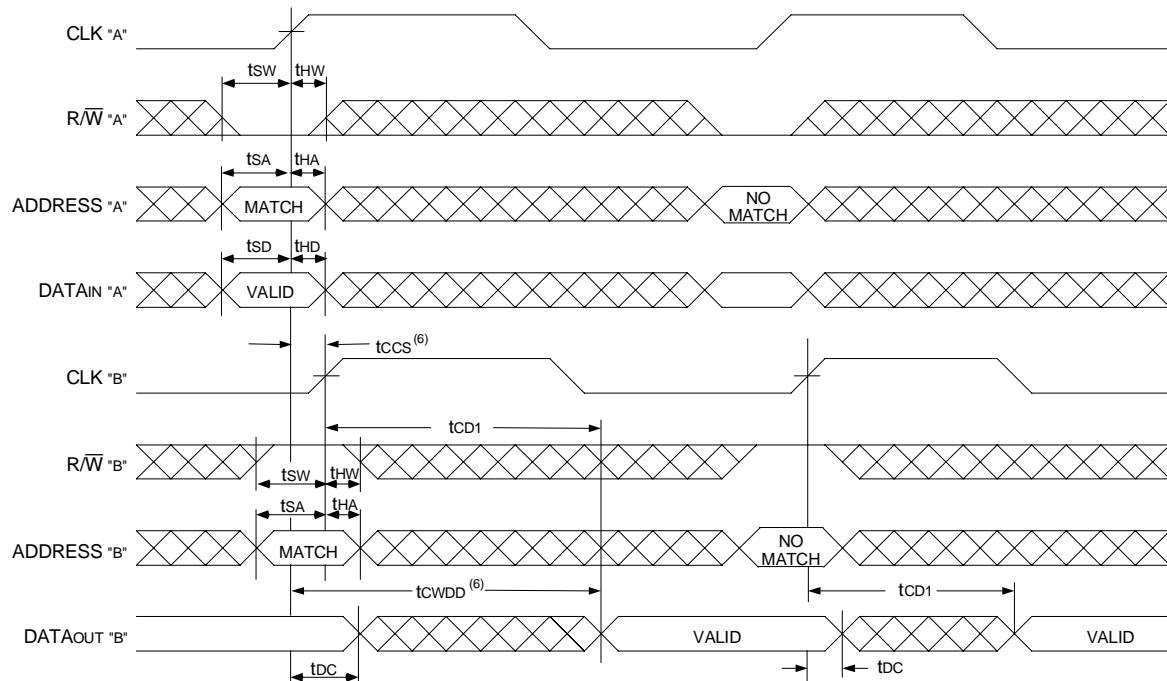 CLK "A"
tSW tHW
R/W̅ "A"
tSA tHA
ADDRESS "A" MATCH NO MATCH
tSD tHD
DATAIN "A" VALID
tCCS(6)
CLK "B"
tCD1
R/W̅ "B"
tSW tHW
tSA tHA
ADDRESS "B" MATCH NO MATCH
tCWDD(6) tCD1
DATAOUT "B" VALID VALID
tDC tDC